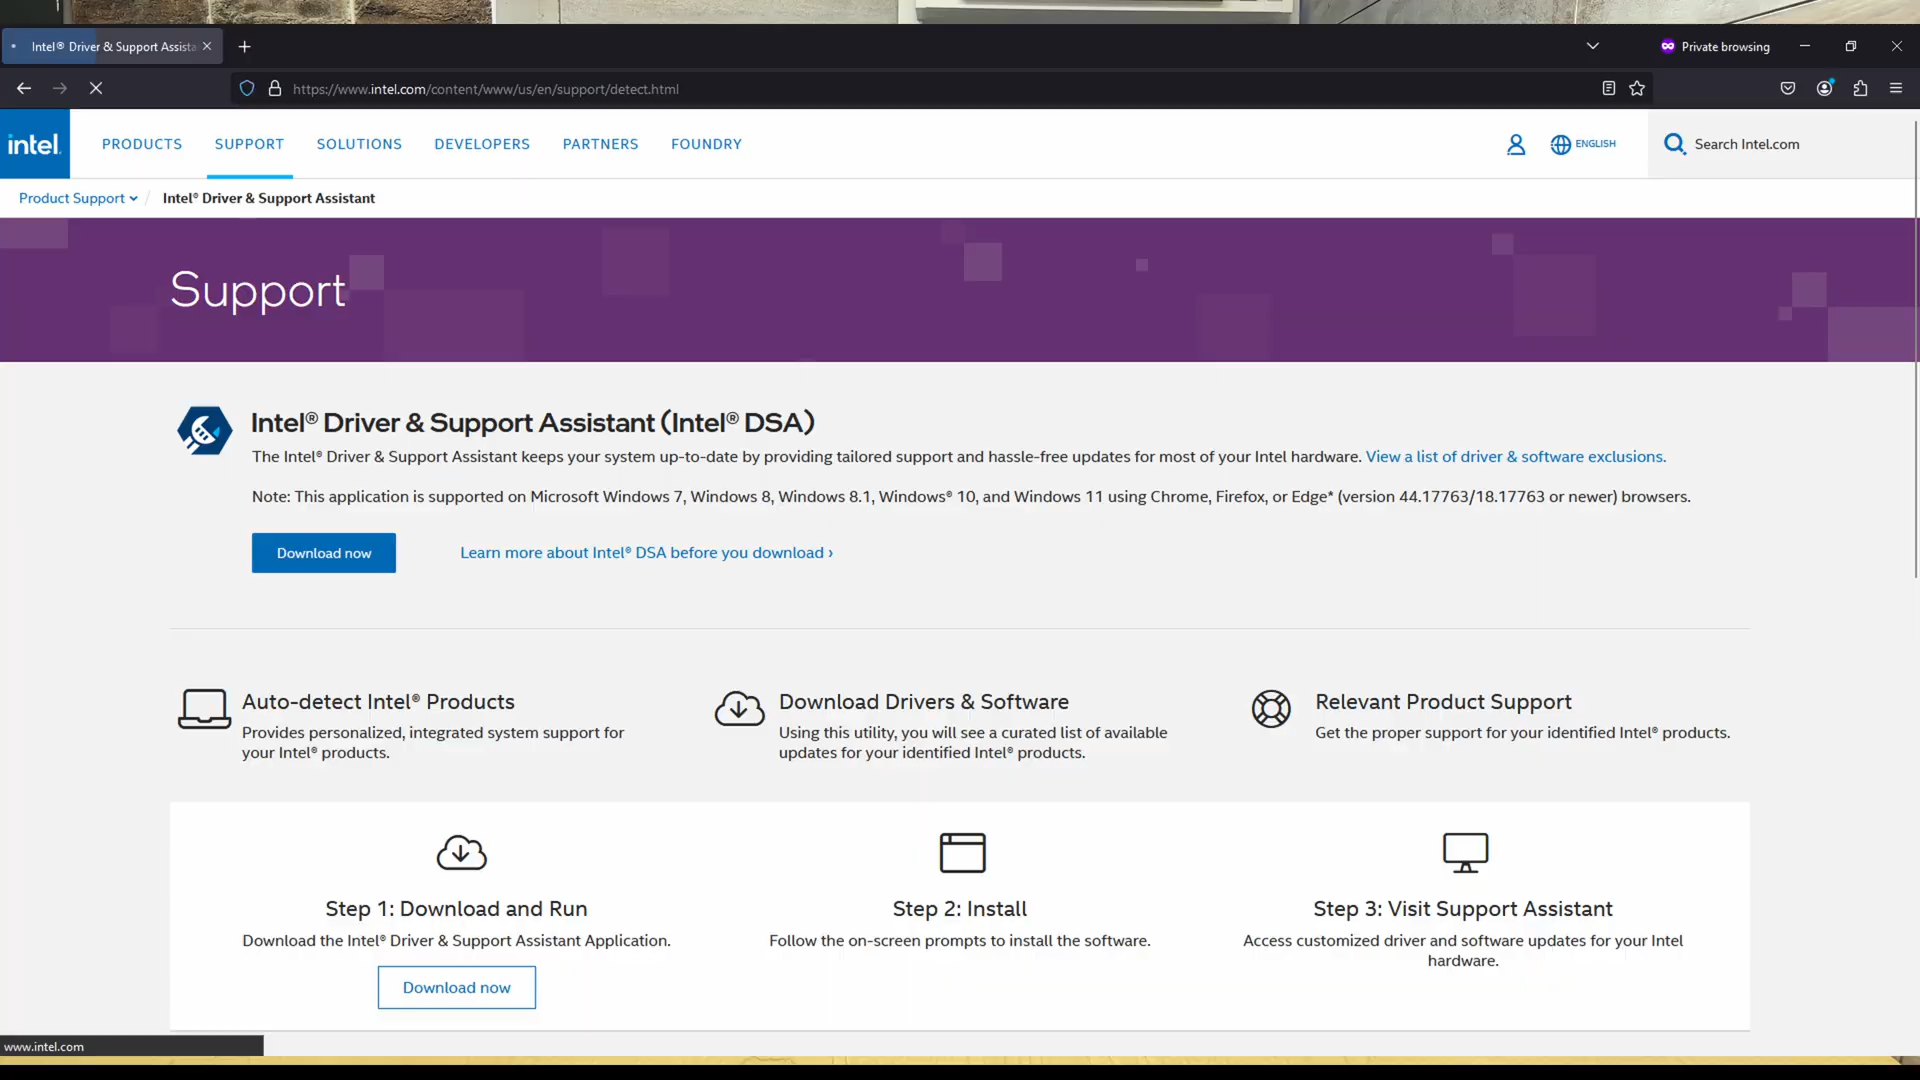 Intel® Driver & Support Assista
Private browsing
https://www.intel.com/content/www/us/en/support/detect.html
intel.
PRODUCTS
SUPPORT
SOLUTIONS
DEVELOPERS
PARTNERS
FOUNDRY
ENGLISH
Search Intel.com
Product Support / Intel® Driver & Support Assistant
Support
Intel® Driver & Support Assistant (Intel® DSA)
The Intel® Driver & Support Assistant keeps your system up-to-date by providing tailored support and hassle-free updates for most of your Intel hardware. View a list of driver & software exclusions.
Note: This application is supported on Microsoft Windows 7, Windows 8, Windows 8.1, Windows® 10, and Windows 11 using Chrome, Firefox, or Edge* (version 44.17763/18.17763 or newer) browsers.
Download now
Learn more about Intel® DSA before you download ›
Auto-detect Intel® Products
Provides personalized, integrated system support for
your Intel® products.
Download Drivers & Software
Using this utility, you will see a curated list of available
updates for your identified Intel® products.
Relevant Product Support
Get the proper support for your identified Intel® products.
Step 1: Download and Run
Download the Intel® Driver & Support Assistant Application.
Download now
Step 2: Install
Follow the on-screen prompts to install the software.
Step 3: Visit Support Assistant
Access customized driver and software updates for your Intel
hardware.
www.intel.com